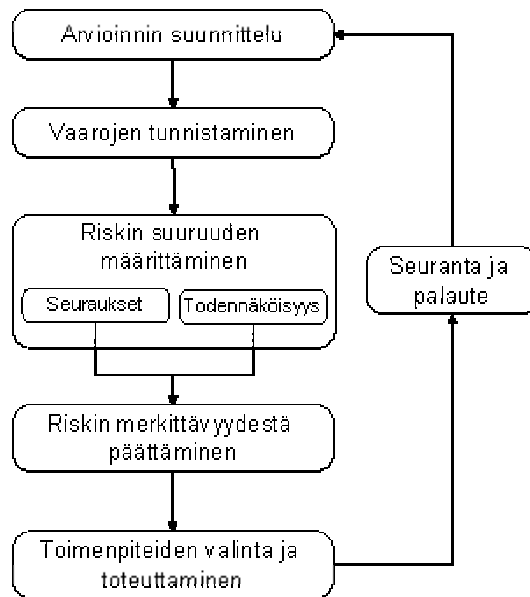 Arvioinnin suunnittelu
Vaarojen tunnistaminen
Riskin suuruuden
määrittäminen
Seuraukset
Todennäköisyys
Riskin merkittävyydestä
päättäminen
Toimenpiteiden valinta ja
toteuttaminen
Seuranta ja
palaute